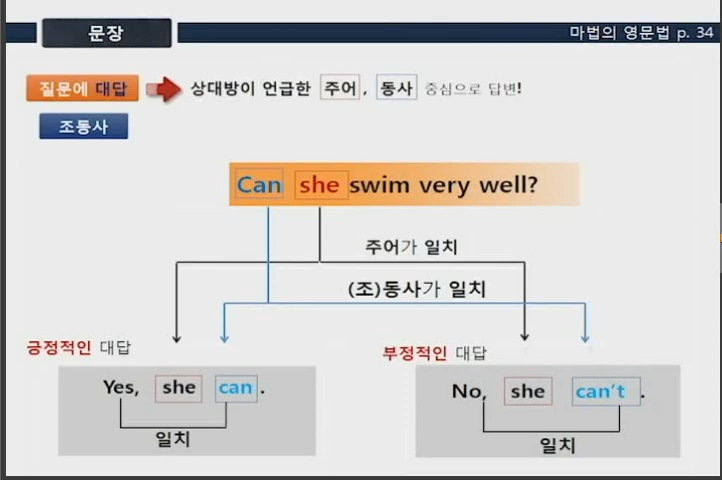 문장
마법의 영문법 p. 34
질문에 대답 상대방이 언급한 주어, 동사 중심으로 답변!
조동사
Can she swim very well?
주어가 일치
(조)동사가 일치
긍정적인 대답
부정적인 대답
Yes, she can.
일치
No, she can't.
일치